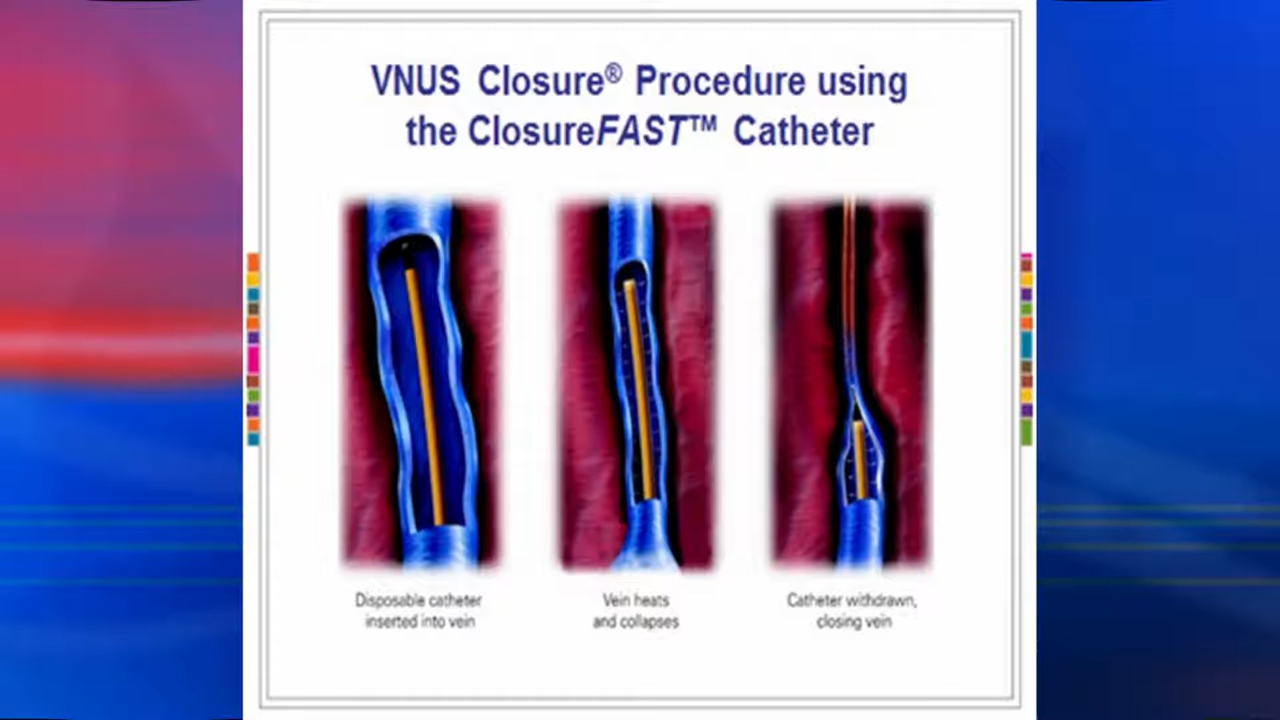 VNUS Closure® Procedure using
the ClosureFAST™ Catheter
Disposable catheter
inserted into vein
Vein heats
and collapses
Catheter withdrawn,
closing vein